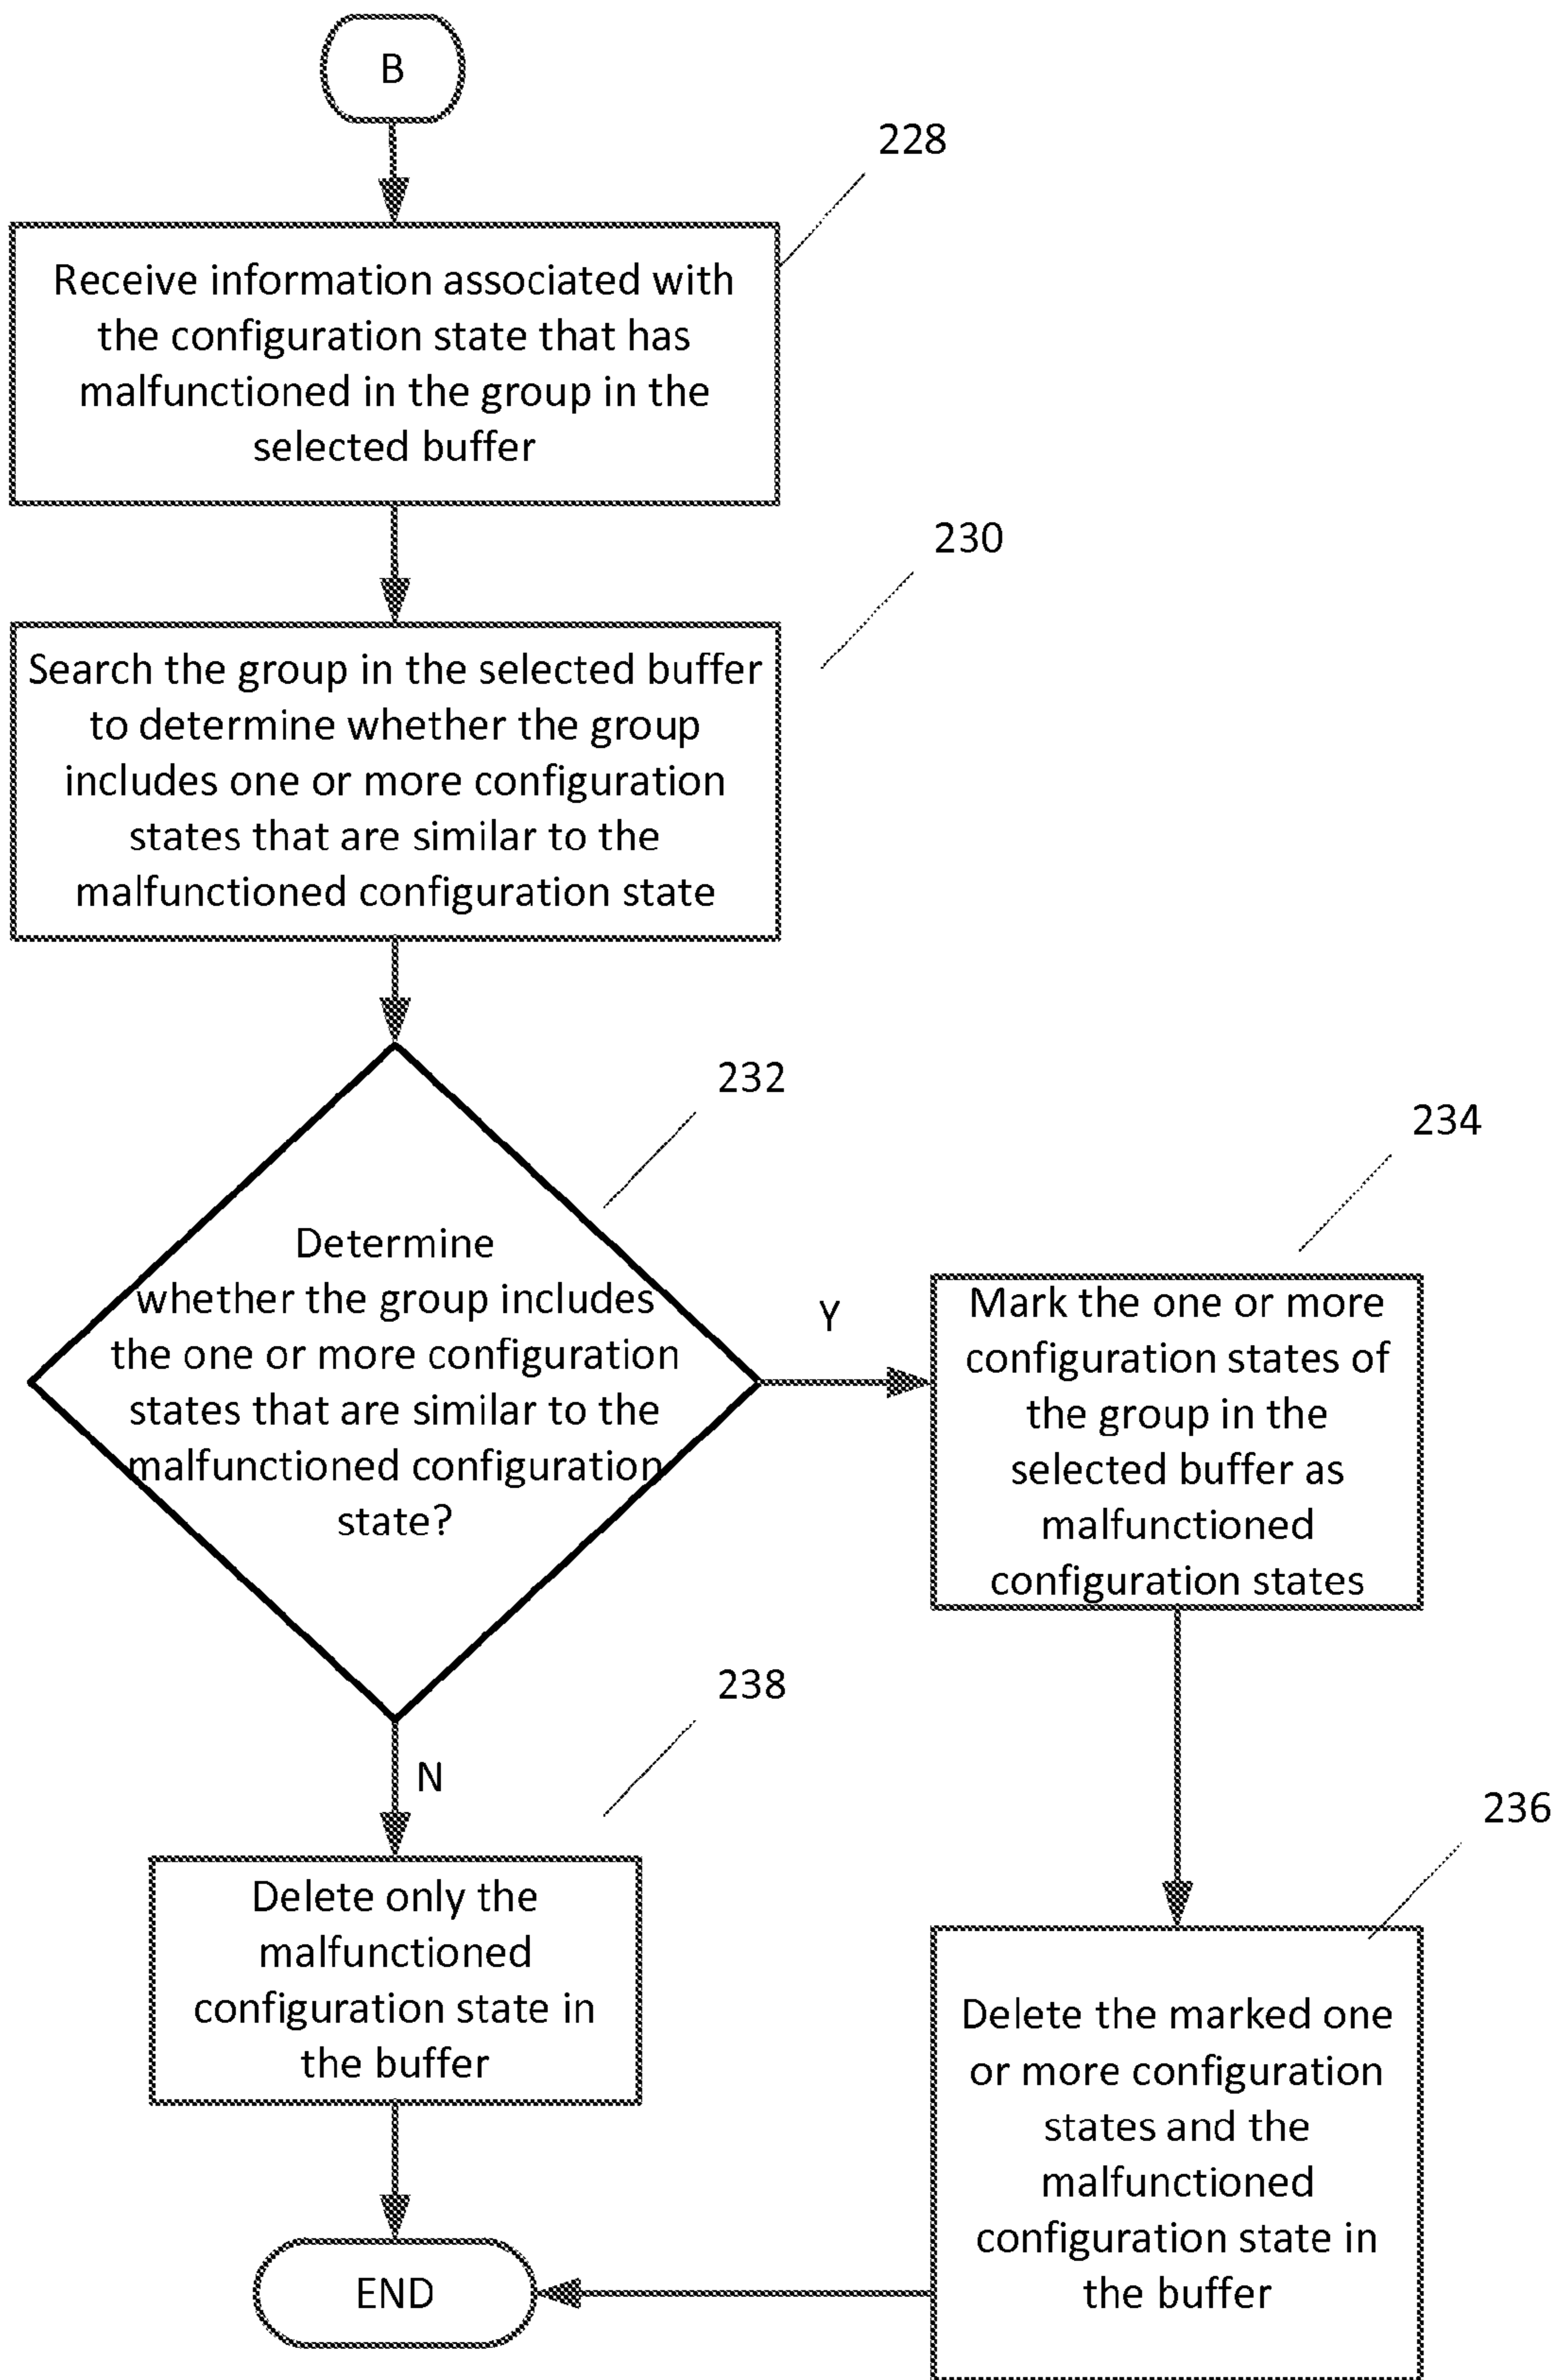 B
228
Receive information associated with
the configuration state that has
malfunctioned in the group in the
selected buffer
230
Search the group in the selected buffer
to determine whether the group
includes one or more configuration
states that are similar to the
malfunctioned configuration state
232
Determine
whether the group includes
the one or more configuration
states that are similar to the
malfunctioned configuration
state?
Y
234
Mark the one or more
configuration states of
the group in the
selected buffer as
malfunctioned
configuration states
N
238
Delete only the
malfunctioned
configuration state in
the buffer
236
Delete the marked one
or more configuration
states and the
malfunctioned
configuration state in
the buffer
END